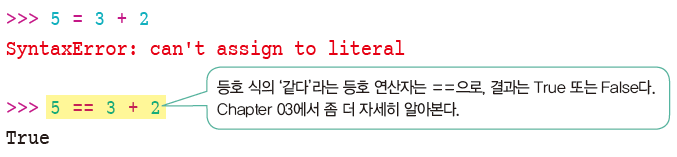 >>> 5 = 3 + 2
SyntaxError: can't assign to literal
등호 식의 '같다'라는 등호 연산자는 ==으로, 결과는 True 또는 False다.
Chapter 03에서 좀 더 자세히 알아본다.
>>> 5 == 3 + 2
True